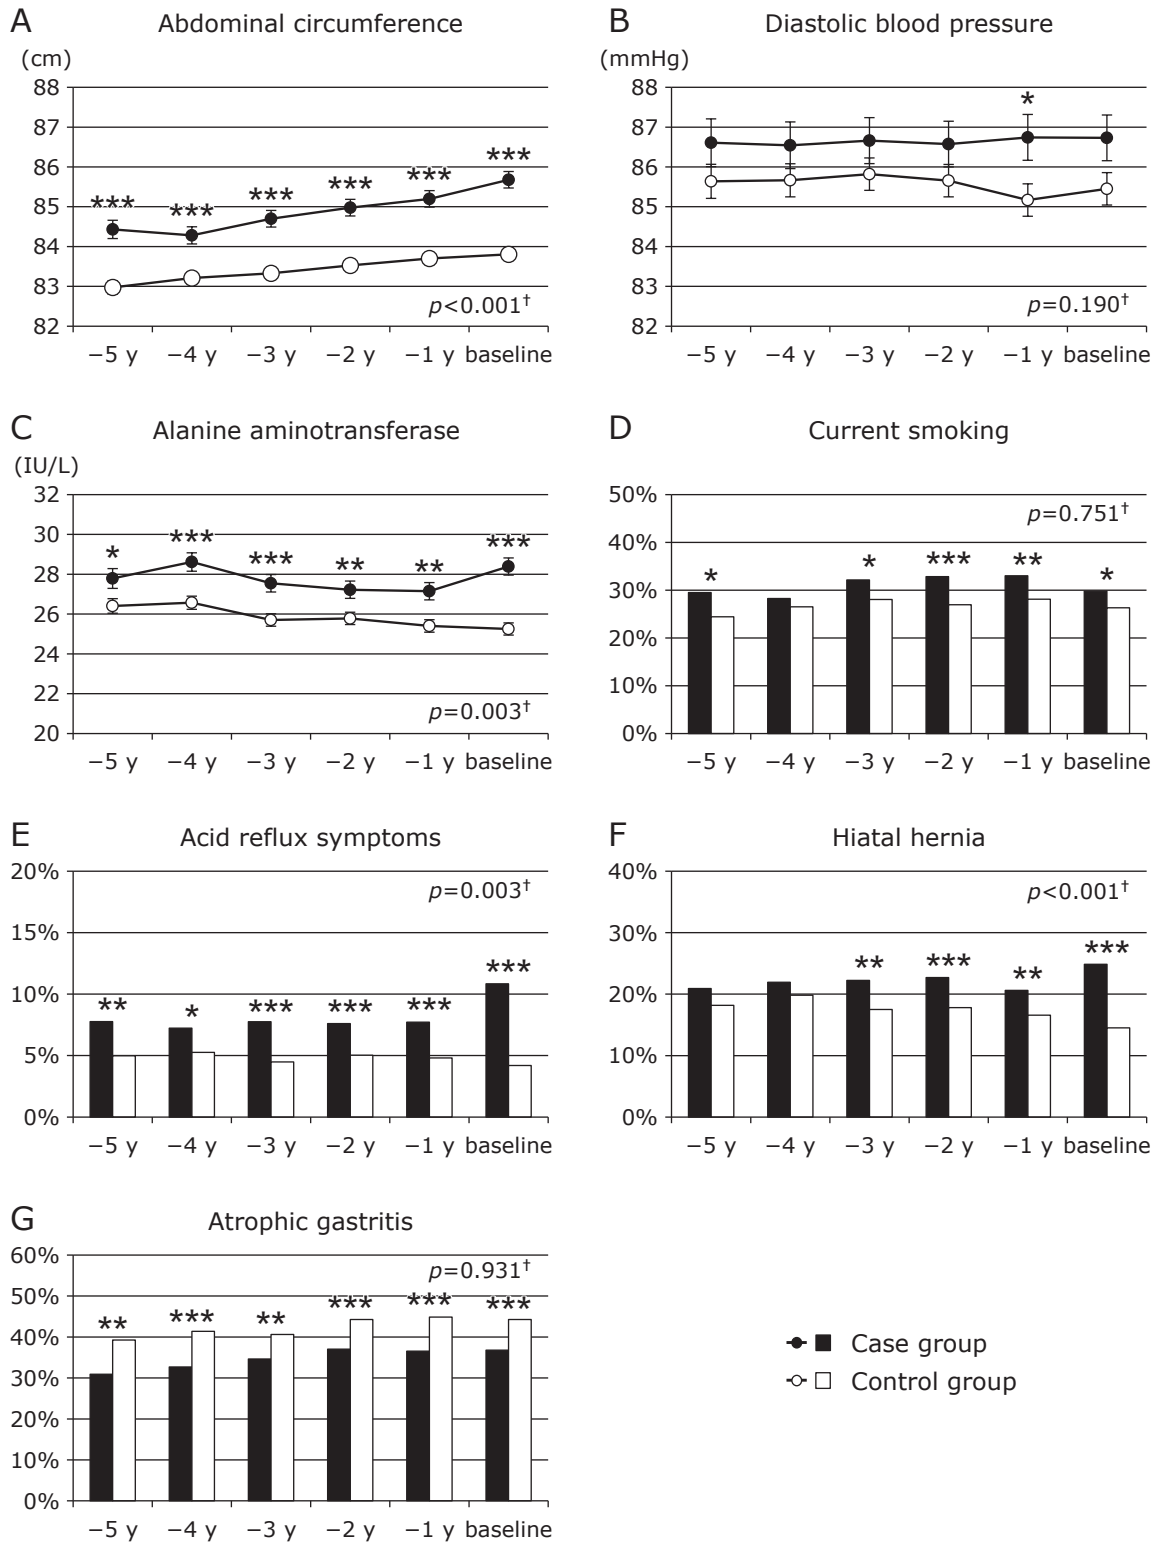 A Abdominal circumference
(cm)
88
87
86
85
84
83
82
*** *** *** *** *** ***
p<0.001†
−5 y −4 y −3 y −2 y −1 y baseline
B Diastolic blood pressure
(mmHg)
88
87
86
85
84
83
82
*
p=0.190†
−5 y −4 y −3 y −2 y −1 y baseline
C Alanine aminotransferase
(IU/L)
32
30
28
26
24
22
20
* *** *** ** ** ***
p=0.003†
−5 y −4 y −3 y −2 y −1 y baseline
D Current smoking
50%
40%
30%
20%
10%
0%
p=0.751†
* * *** ** *
−5 y −4 y −3 y −2 y −1 y baseline
E Acid reflux symptoms
20%
15%
10%
5%
0%
p=0.003†
** * *** *** *** ***
−5 y −4 y −3 y −2 y −1 y baseline
F Hiatal hernia
40%
30%
20%
10%
0%
p<0.001†
** *** ** ***
−5 y −4 y −3 y −2 y −1 y baseline
G Atrophic gastritis
60%
50%
40%
30%
20%
10%
0%
p=0.931†
** *** ** *** *** ***
−5 y −4 y −3 y −2 y −1 y baseline
Case group
Control group